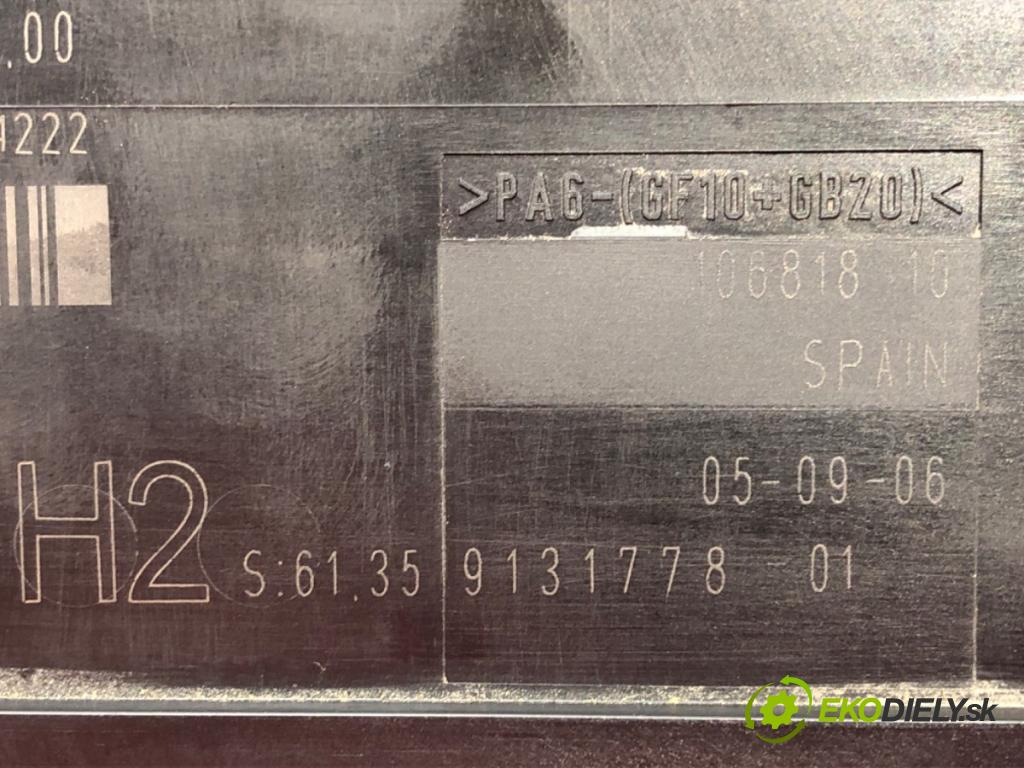 .00
4222
>PA6-(GF10+GB20)<
106818 10
SPAIN
05-09-06
H2 S:61.35 9131778 01
EKODIELY.sk